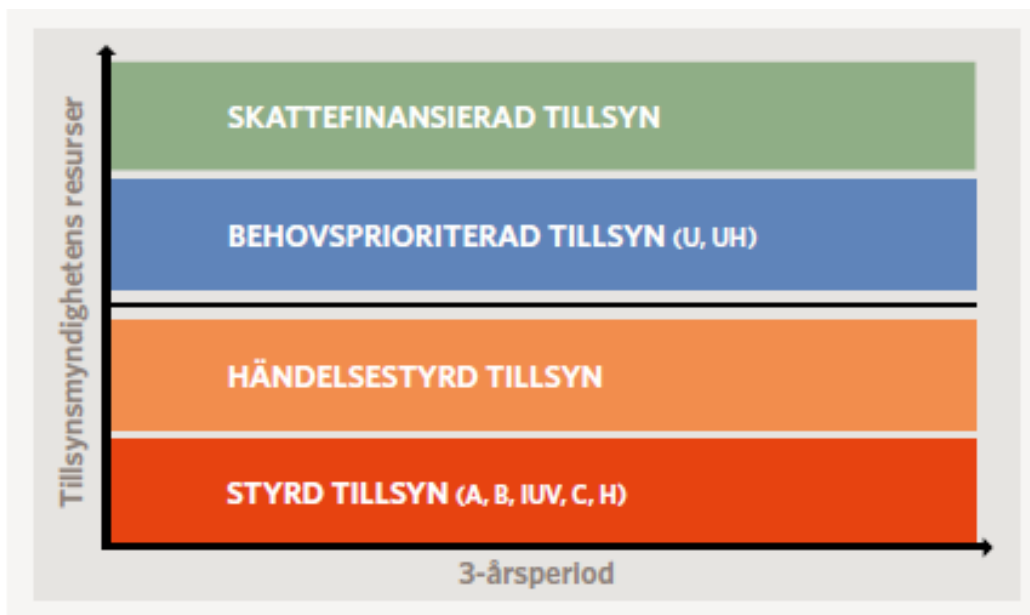 Tillsynsmyndighetens resurser
SKATTEFINANSIERAD TILLSYN
BEHOVSPRIORITERAD TILLSYN (U, UH)
HÄNDELSESTYRD TILLSYN
STYRD TILLSYN (A, B, IUV, C, H)
3-årsperiod